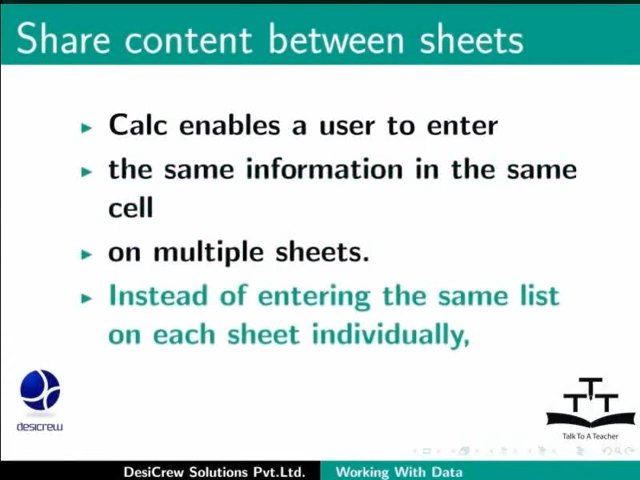 Share content between sheets
Calc enables a user to enter
the same information in the same
cell
on multiple sheets.
Instead of entering the same list
on each sheet individually,
desicrew
TTT
Talk To A Teacher
DesiCrew Solutions Pvt.Ltd.
Working With Data